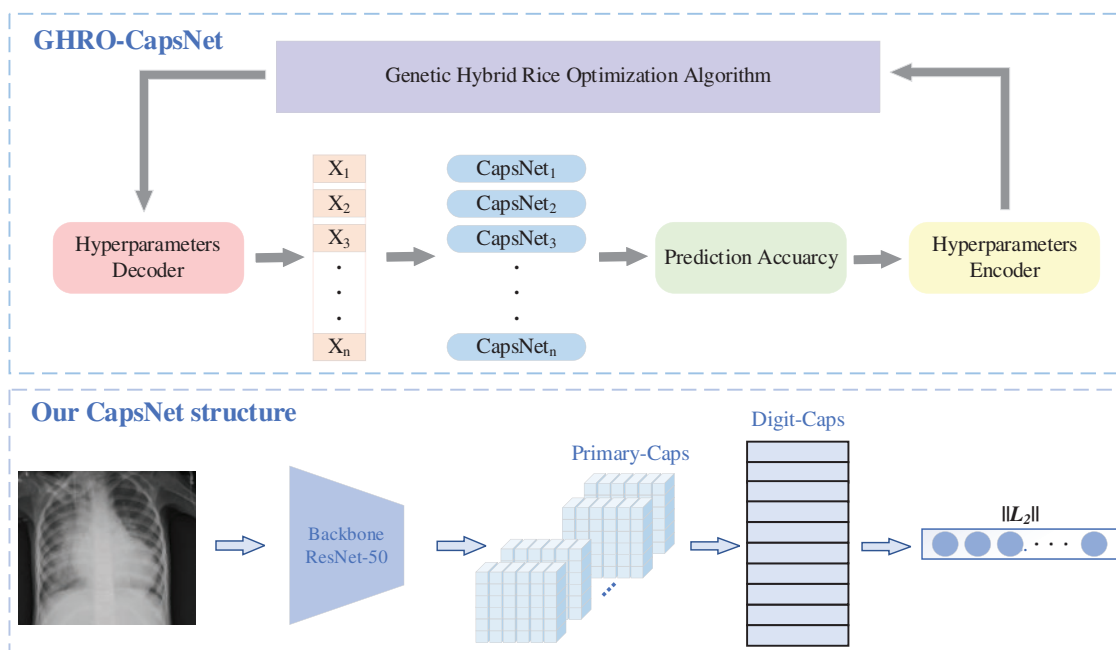 GHRO-CapsNet
Genetic Hybrid Rice Optimization Algorithm
Hyperparameters
Decoder
X₁
X₂
X₃
.
.
.
Xₙ
CapsNet₁
CapsNet₂
CapsNet₃
.
.
.
CapsNetₙ
Prediction Accuarcy
Hyperparameters
Encoder
Our CapsNet structure
Backbone
ResNet-50
Primary-Caps
Digit-Caps
||L₂||
. · · ·